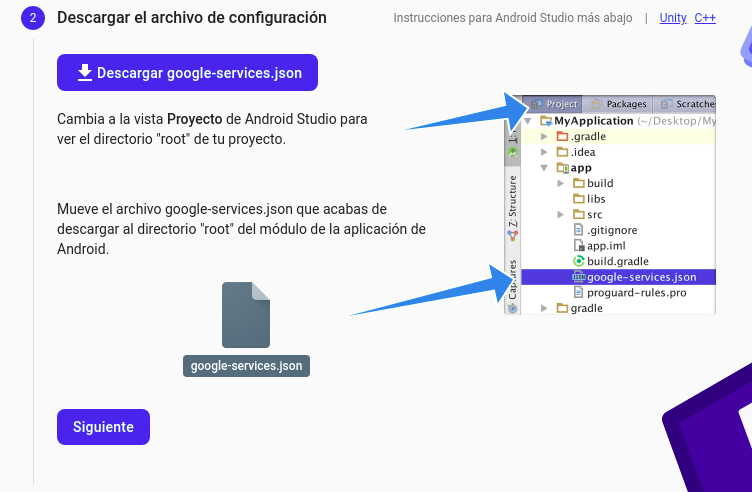 2 Descargar el archivo de configuración
Instrucciones para Android Studio más abajo | Unity C++
Descargar google-services.json
Cambia a la vista Proyecto de Android Studio para
ver el directorio "root" de tu proyecto.
Mueve el archivo google-services.json que acabas de
descargar al directorio "root" del módulo de la aplicación de
Android.
google-services.json
Siguiente
Project Packages Scratches
MyApplication (~/Desktop/My
.gradle
.idea
app
build
libs
src
.gitignore
app.iml
build.gradle
google-services.json
proguard-rules.pro
gradle
1:
Z: Structure
Captures